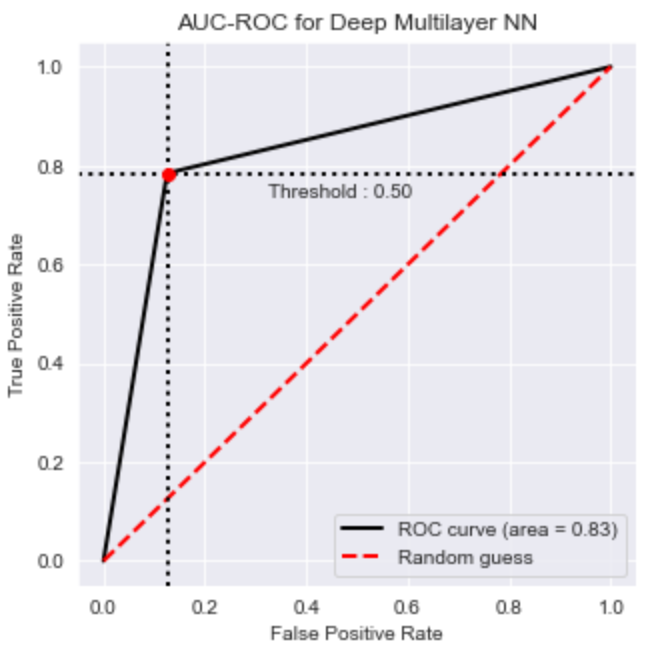 AUC-ROC for Deep Multilayer NN
1.0
0.8
0.6
0.4
0.2
0.0
True Positive Rate
Threshold : 0.50
ROC curve (area = 0.83)
Random guess
0.0 0.2 0.4 0.6 0.8 1.0
False Positive Rate